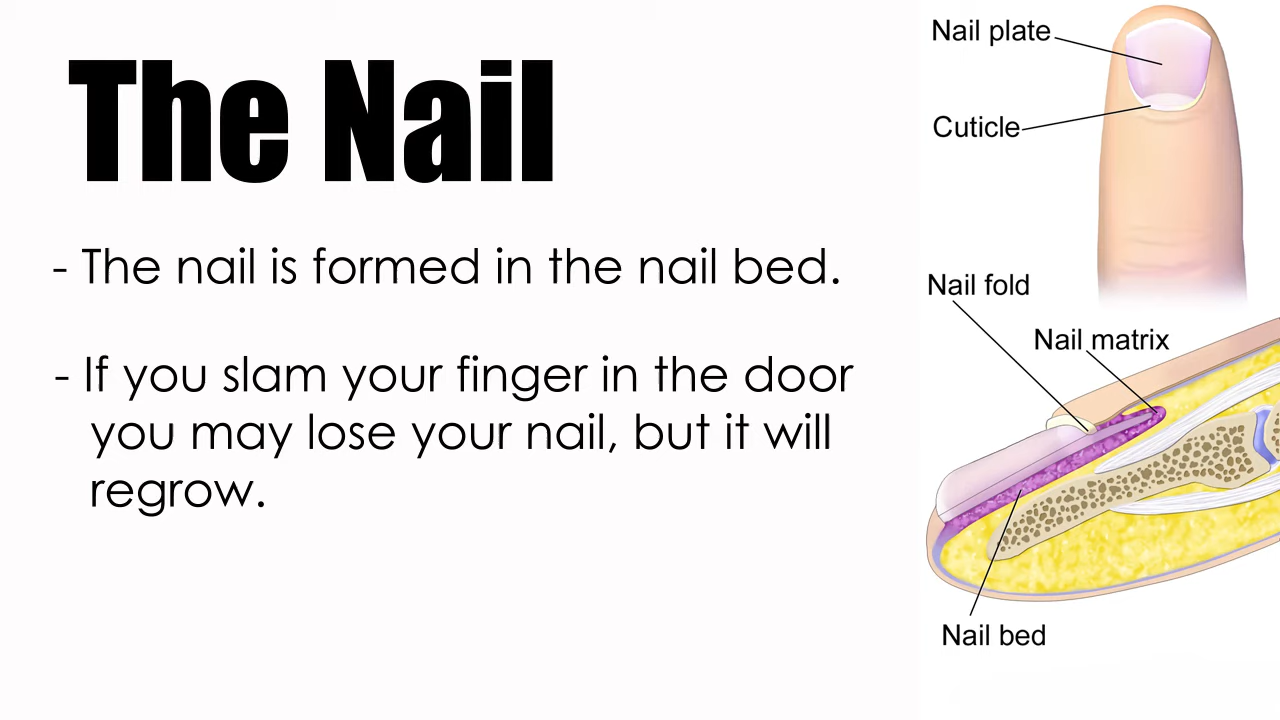 The Nail
- The nail is formed in the nail bed.
- If you slam your finger in the door
you may lose your nail, but it will
regrow.
Nail plate
Cuticle
Nail fold
Nail matrix
Nail bed